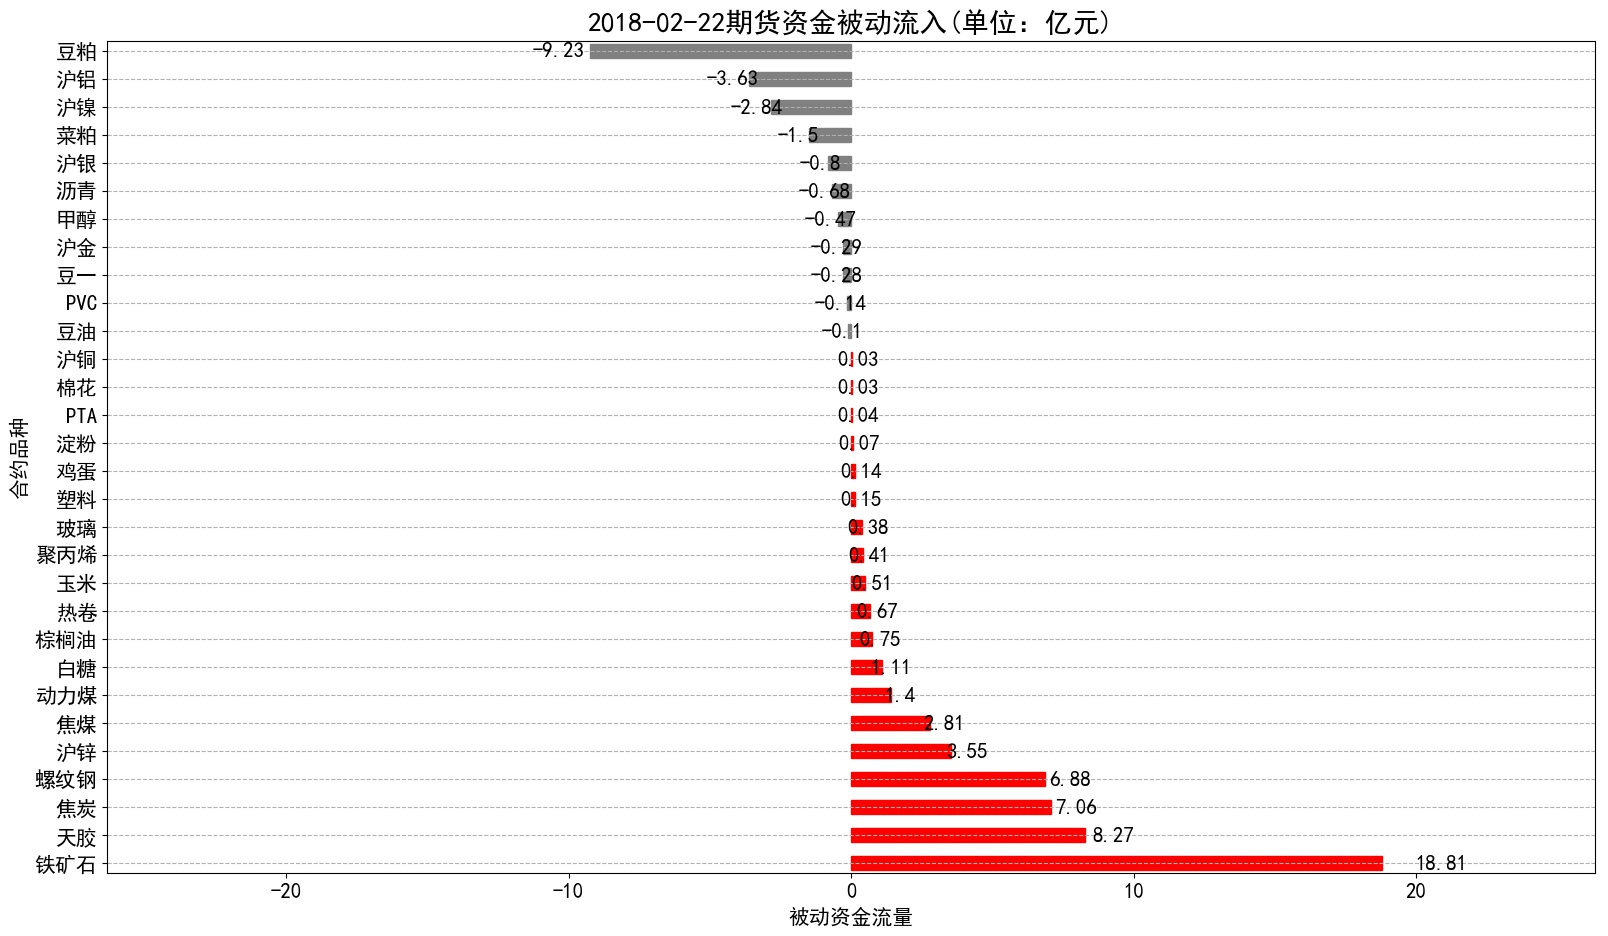 2018-02-22期货资金被动流入(单位：亿元)
豆粕 -9.23
沪铝 -3.63
沪镍 -2.84
菜粕 -1.5
沪银 -0.8
沥青 -0.68
甲醇 -0.47
沪金 -0.29
豆一 -0.28
PVC -0.14
豆油 -0.1
沪铜 0.03
棉花 0.03
PTA 0.04
淀粉 0.07
鸡蛋 0.14
塑料 0.15
玻璃 0.38
聚丙烯 0.41
玉米 0.51
热卷 0.67
棕榈油 0.75
白糖 1.11
动力煤 1.4
焦煤 2.81
沪锌 3.55
螺纹钢 6.88
焦炭 7.06
天胶 8.27
铁矿石 18.81
合约品种
-20 -10 0 10 20
被动资金流量